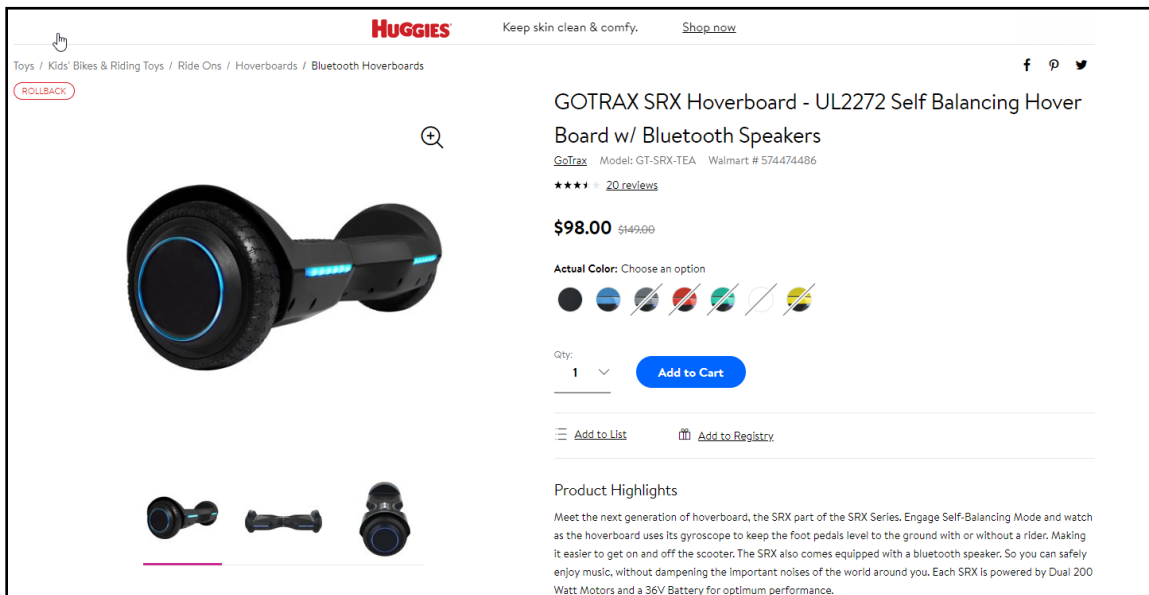 HUGGIES Keep skin clean & comfy. Shop now
Toys / Kids' Bikes & Riding Toys / Ride Ons / Hoverboards / Bluetooth Hoverboards
ROLLBACK
GOTRAX SRX Hoverboard - UL2272 Self Balancing Hover
Board w/ Bluetooth Speakers
GoTrax Model: GT-SRX-TEA Walmart # 574474486
20 reviews
$98.00 $149.00
Actual Color: Choose an option
Qty:
1
Add to Cart
Add to List Add to Registry
Product Highlights
Meet the next generation of hoverboard, the SRX part of the SRX Series. Engage Self-Balancing Mode and watch
as the hoverboard uses its gyroscope to keep the foot pedals level to the ground with or without a rider. Making
it easier to get on and off the scooter. The SRX also comes equipped with a bluetooth speaker. So you can safely
enjoy music, without dampening the important noises of the world around you. Each SRX is powered by Dual 200
Watt Motors and a 36V Battery for optimum performance.